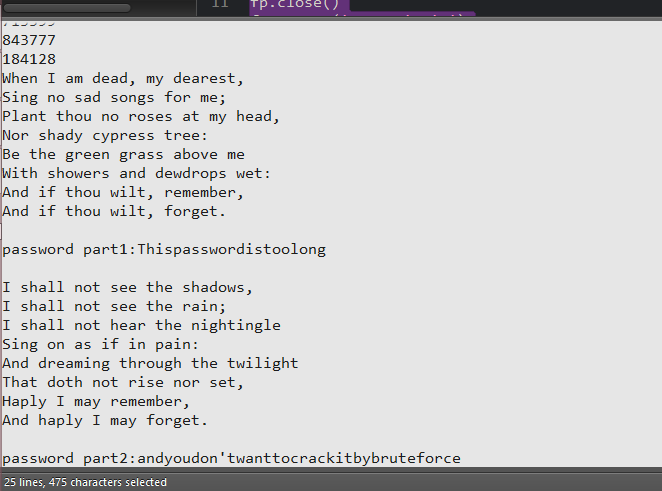 11 fp.close()
843777
184128
When I am dead, my dearest,
Sing no sad songs for me;
Plant thou no roses at my head,
Nor shady cypress tree:
Be the green grass above me
With showers and dewdrops wet:
And if thou wilt, remember,
And if thou wilt, forget.
password part1:Thispasswordistoolong
I shall not see the shadows,
I shall not see the rain;
I shall not hear the nightingle
Sing on as if in pain:
And dreaming through the twilight
That doth not rise nor set,
Haply I may remember,
And haply I may forget.
password part2:andyoudon'twanttocrackitbybruteforce
25 lines, 475 characters selected